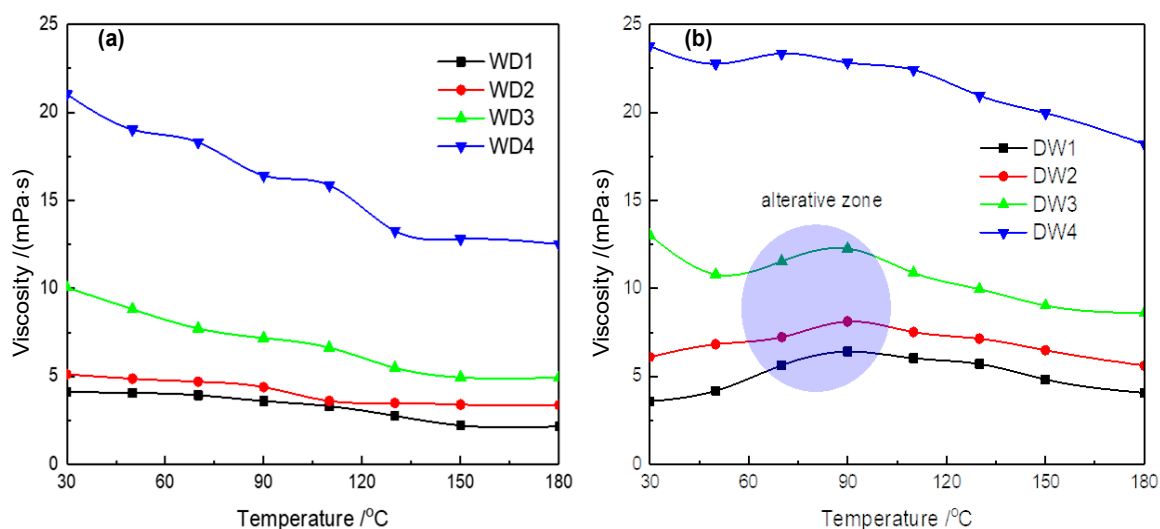 (a)
WD1
WD2
WD3
WD4
Viscosity /(mPa·s)
25
20
15
10
5
0
30 60 90 120 150 180
Temperature /°C
(b)
DW1
DW2
DW3
DW4
alterative zone
Viscosity /(mPa·s)
25
20
15
10
5
0
30 60 90 120 150 180
Temperature /°C